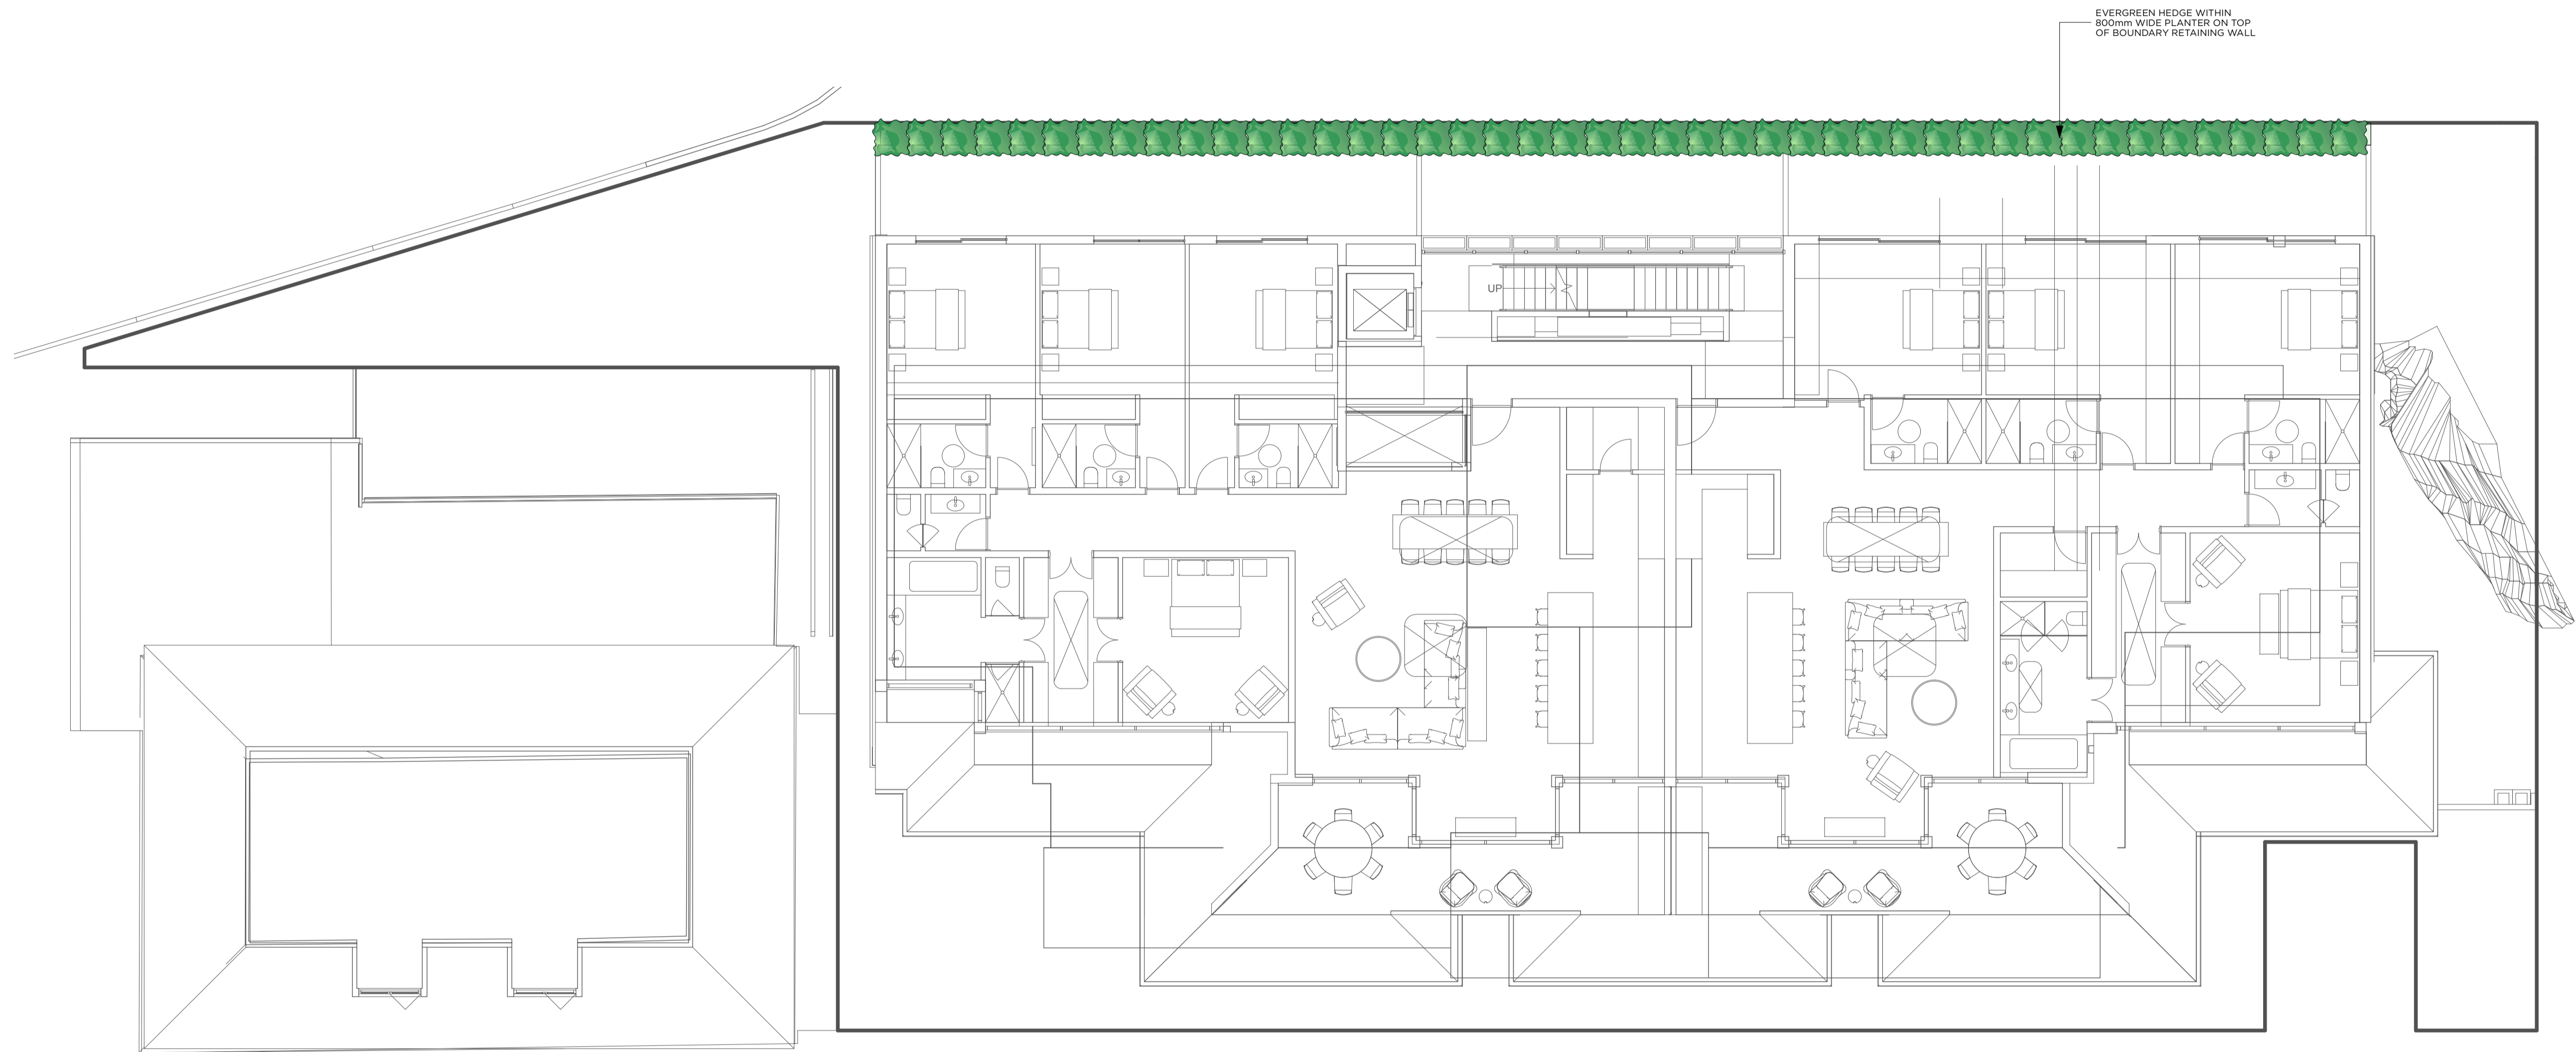 EVERGREEN HEDGE WITHIN
800mm WIDE PLANTER ON TOP
OF BOUNDARY RETAINING WALL
UP